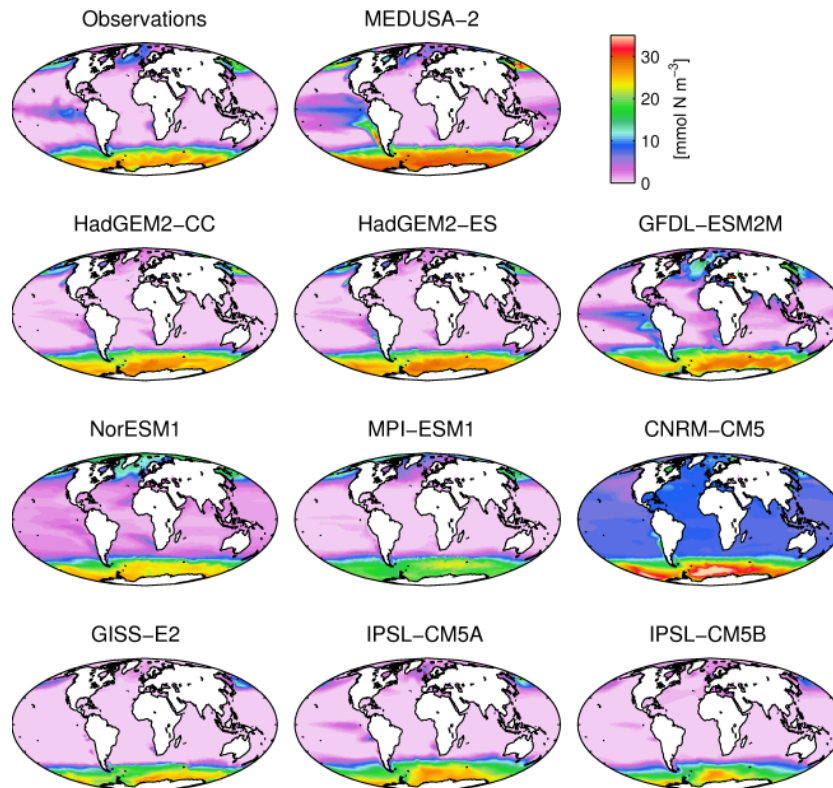 Observations
MEDUSA−2
30
20
10
0
[mmol N m−3]
HadGEM2−CC
HadGEM2−ES
GFDL−ESM2M
NorESM1
MPI−ESM1
CNRM−CM5
GISS−E2
IPSL−CM5A
IPSL−CM5B